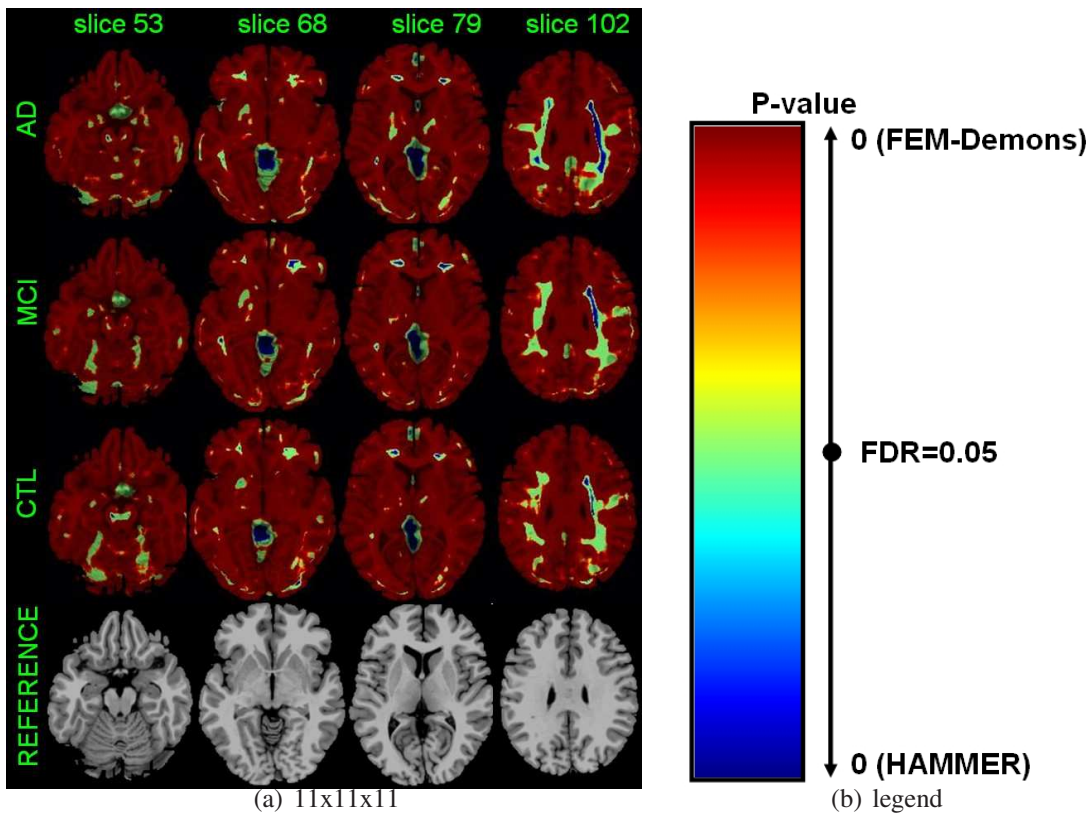 slice 53 slice 68 slice 79 slice 102
AD
MCI
CTL
REFERENCE
(a) 11x11x11
P-value
0 (FEM-Demons)
FDR=0.05
0 (HAMMER)
(b) legend